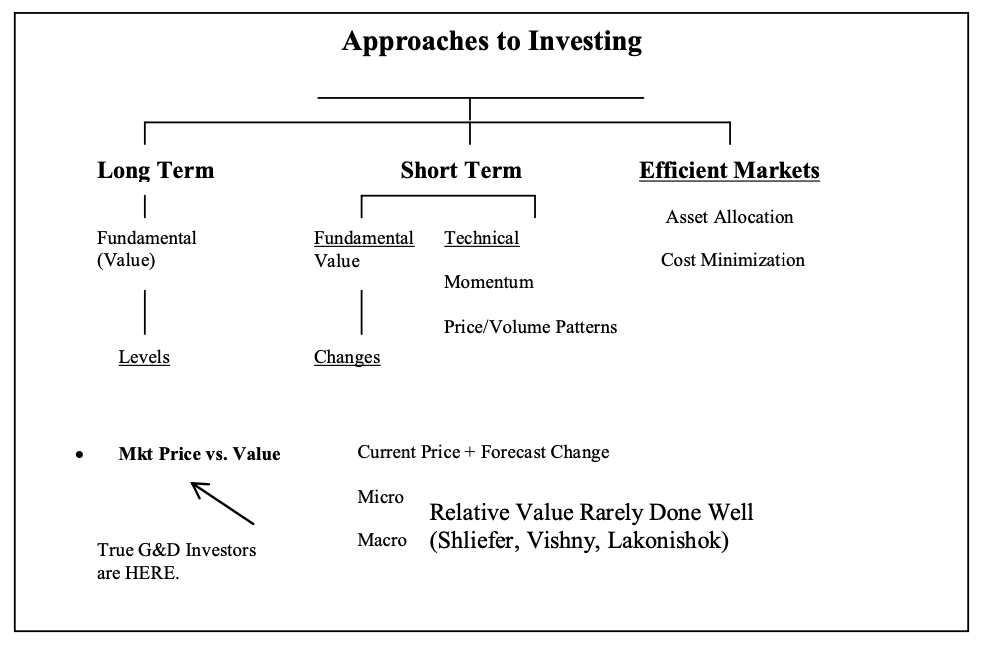 Approaches to Investing
Long Term
Short Term
Efficient Markets
Fundamental
(Value)
Fundamental
Value
Technical
Asset Allocation
Cost Minimization
Momentum
Price/Volume Patterns
Levels
Changes
• Mkt Price vs. Value
Current Price + Forecast Change
Micro
Macro
Relative Value Rarely Done Well
(Shliefer, Vishny, Lakonishok)
True G&D Investors
are HERE.